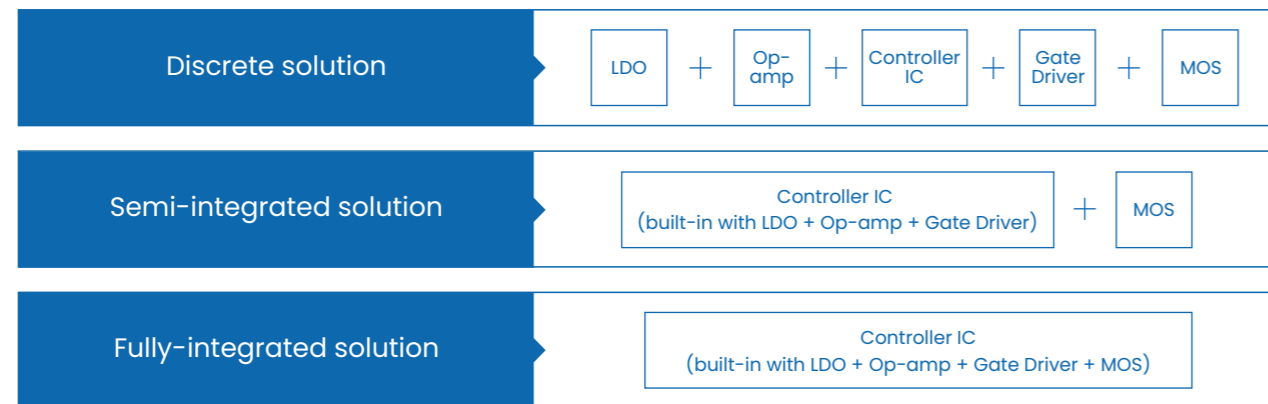 Discrete solution
LDO + Op-
amp + Controller
IC + Gate
Driver + MOS
Semi-integrated solution
Controller IC
(built-in with LDO + Op-amp + Gate Driver) + MOS
Fully-integrated solution
Controller IC
(built-in with LDO + Op-amp + Gate Driver + MOS)